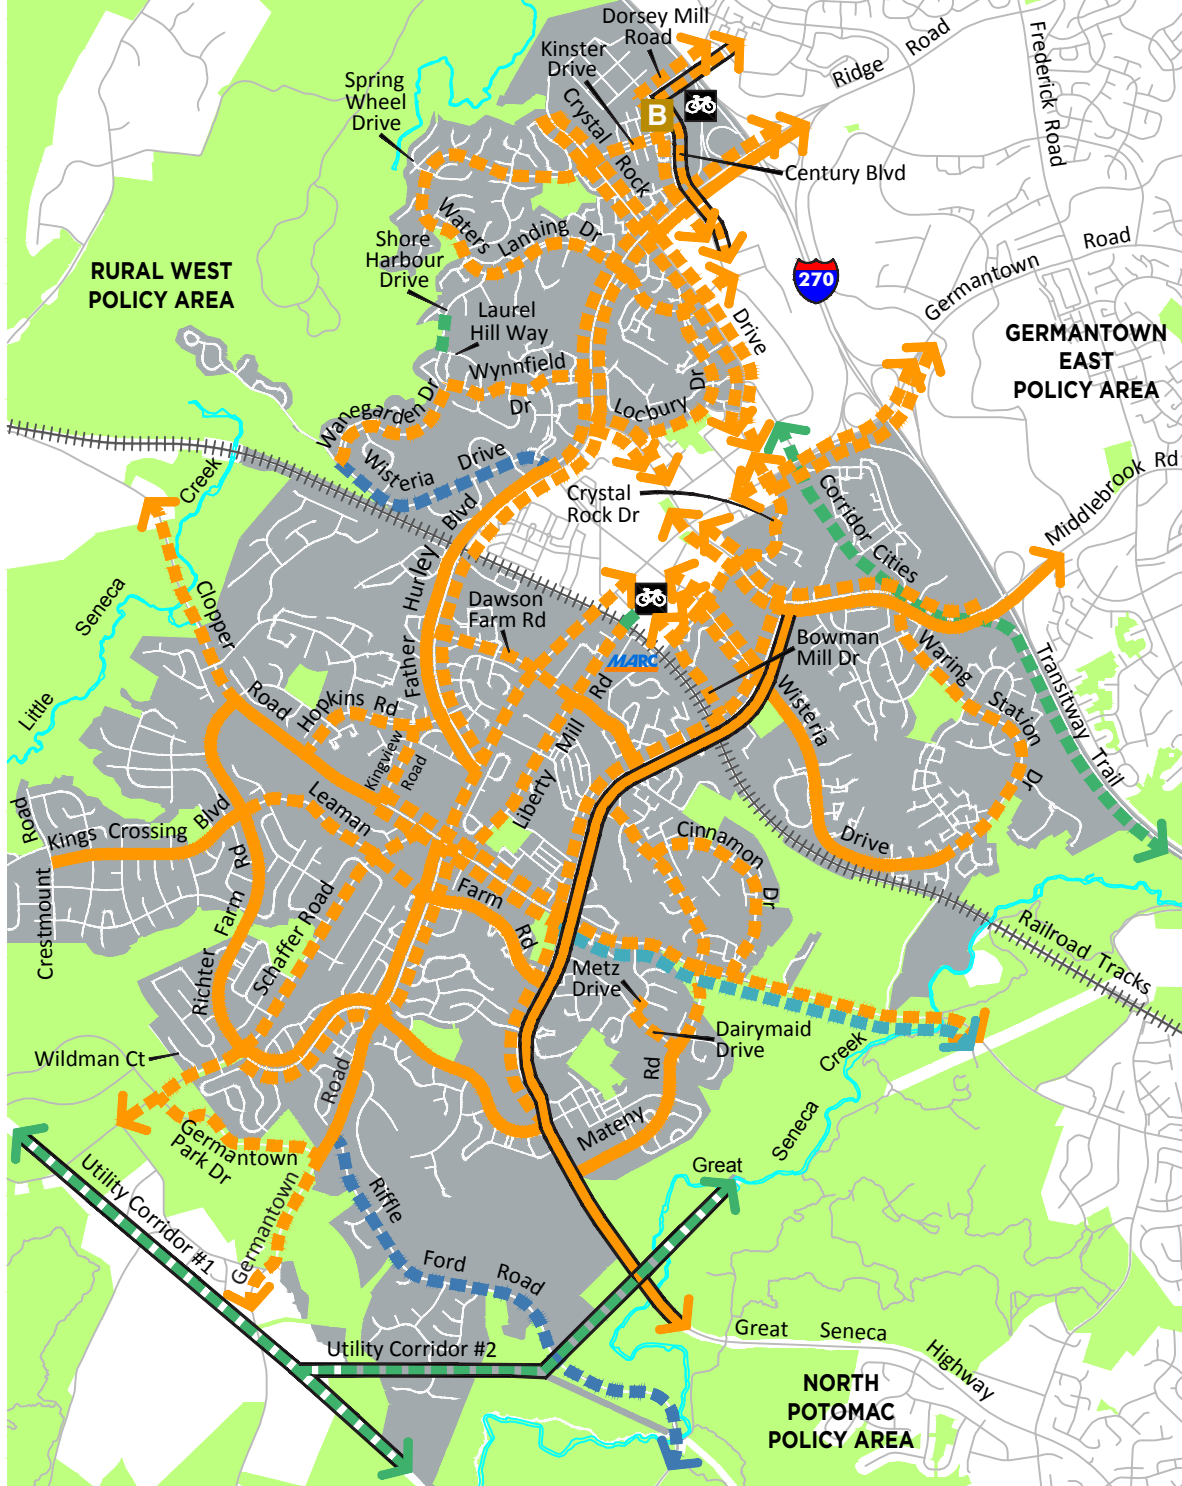 Dorsey Mill
Road
Kinster
Drive
Ridge Road
Frederick Road
Spring
Wheel
Drive
B
Crystal Rock
Century Blvd
Waters Landing Dr
Shore
Harbour
Drive
Road
RURAL WEST
POLICY AREA
270
Germantown
Laurel
Hill Way
Drive
GERMANTOWN
EAST
POLICY AREA
Wynnfield
Dr
Dr
Locbury
Wanegarden Dr
Wisteria Drive
Creek
Middlebrook Rd
Crystal
Rock Dr
Blvd
Corridor Cities
Hurley
Seneca
Clopper
Dawson
Farm Rd
Bowman
Mill Dr
Waring
Station
Dr
MARC
Father
Little
Road
Hopkins Rd
Rd
Mill
Liberty
Wisteria
Transitway
Trail
Kingview
Road
Leaman
Road
Kings Crossing Blvd
Cinnamon
Dr
Drive
Rd
Farm
Richter
Schaffer Road
Farm
Rd
Crestmount
Railroad Tracks
Metz
Drive
Dairymaid
Drive
Creek
Wildman Ct
Rd
Road
Mateny
Seneca
Germantown
Park Dr
Great
Utility Corridor #1
Germantown
Riffle
Ford Road
Great Seneca
Highway
Utility Corridor #2
NORTH
POTOMAC
POLICY AREA